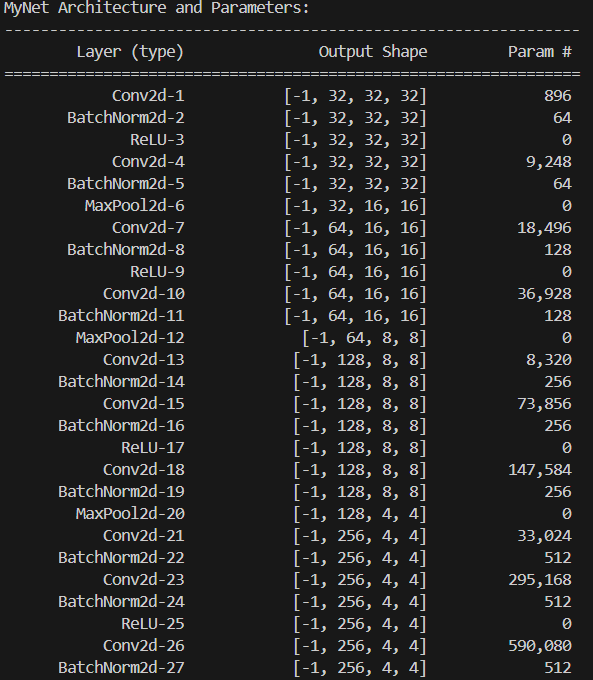 MyNet Architecture and Parameters:
----------------------------------------------------------------
Layer (type) Output Shape Param #
================================================================
Conv2d-1 [-1, 32, 32, 32] 896
BatchNorm2d-2 [-1, 32, 32, 32] 64
ReLU-3 [-1, 32, 32, 32] 0
Conv2d-4 [-1, 32, 32, 32] 9,248
BatchNorm2d-5 [-1, 32, 32, 32] 64
MaxPool2d-6 [-1, 32, 16, 16] 0
Conv2d-7 [-1, 64, 16, 16] 18,496
BatchNorm2d-8 [-1, 64, 16, 16] 128
ReLU-9 [-1, 64, 16, 16] 0
Conv2d-10 [-1, 64, 16, 16] 36,928
BatchNorm2d-11 [-1, 64, 16, 16] 128
MaxPool2d-12 [-1, 64, 8, 8] 0
Conv2d-13 [-1, 128, 8, 8] 8,320
BatchNorm2d-14 [-1, 128, 8, 8] 256
Conv2d-15 [-1, 128, 8, 8] 73,856
BatchNorm2d-16 [-1, 128, 8, 8] 256
ReLU-17 [-1, 128, 8, 8] 0
Conv2d-18 [-1, 128, 8, 8] 147,584
BatchNorm2d-19 [-1, 128, 8, 8] 256
MaxPool2d-20 [-1, 128, 4, 4] 0
Conv2d-21 [-1, 256, 4, 4] 33,024
BatchNorm2d-22 [-1, 256, 4, 4] 512
Conv2d-23 [-1, 256, 4, 4] 295,168
BatchNorm2d-24 [-1, 256, 4, 4] 512
ReLU-25 [-1, 256, 4, 4] 0
Conv2d-26 [-1, 256, 4, 4] 590,080
BatchNorm2d-27 [-1, 256, 4, 4] 512